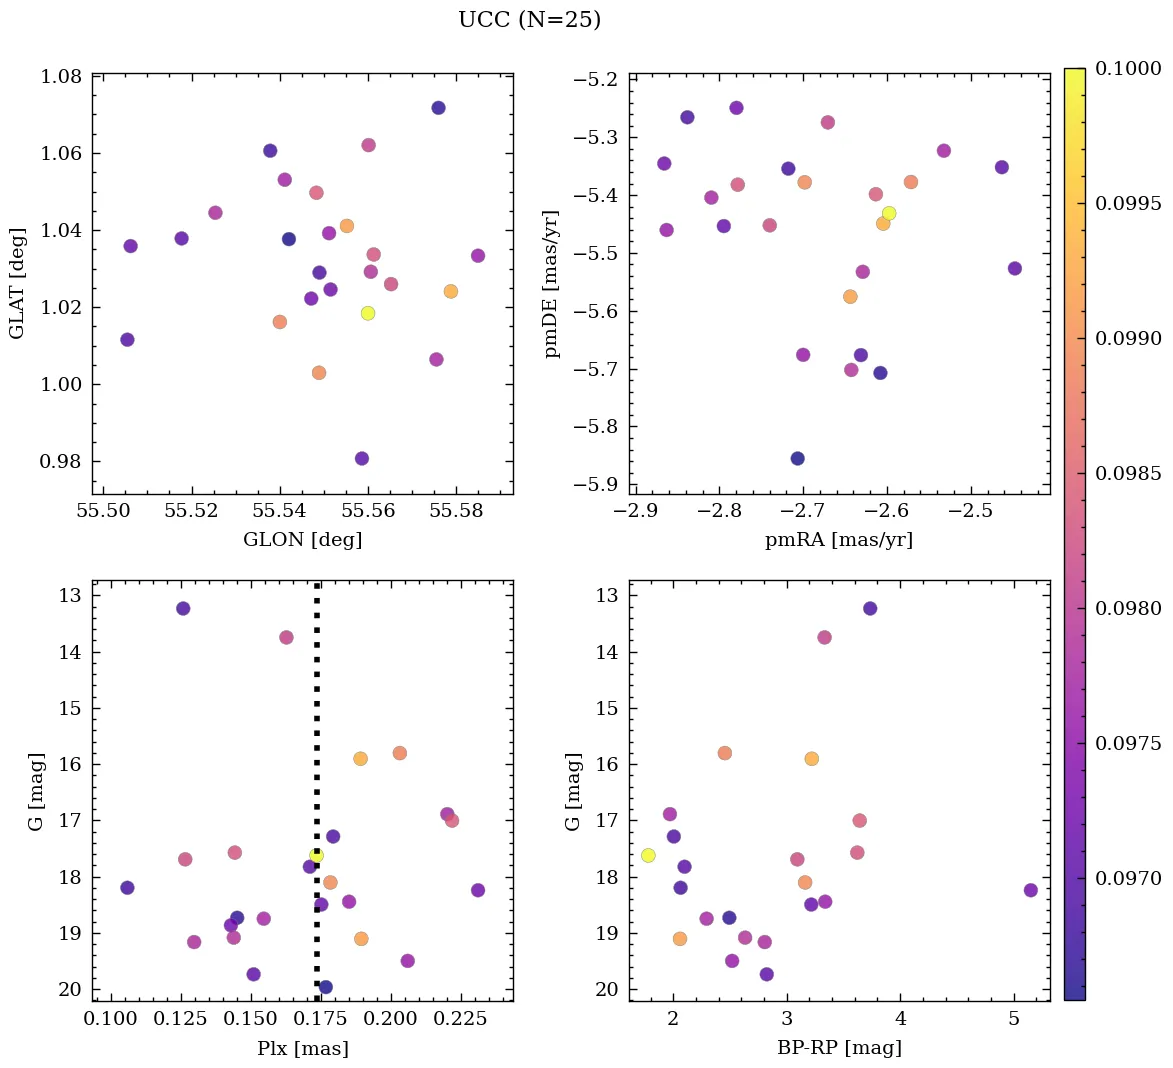 UCC (N=25)
1.08
1.06
1.04
1.02
1.00
0.98
GLAT [deg]
55.50 55.52 55.54 55.56 55.58
GLON [deg]
−5.2
−5.3
−5.4
−5.5
−5.6
−5.7
−5.8
−5.9
pmDE [mas/yr]
−2.9 −2.8 −2.7 −2.6 −2.5
pmRA [mas/yr]
13
14
15
16
17
18
19
20
G [mag]
0.100 0.125 0.150 0.175 0.200 0.225
Plx [mas]
13
14
15
16
17
18
19
20
G [mag]
2 3 4 5
BP-RP [mag]
0.1000
0.0995
0.0990
0.0985
0.0980
0.0975
0.0970